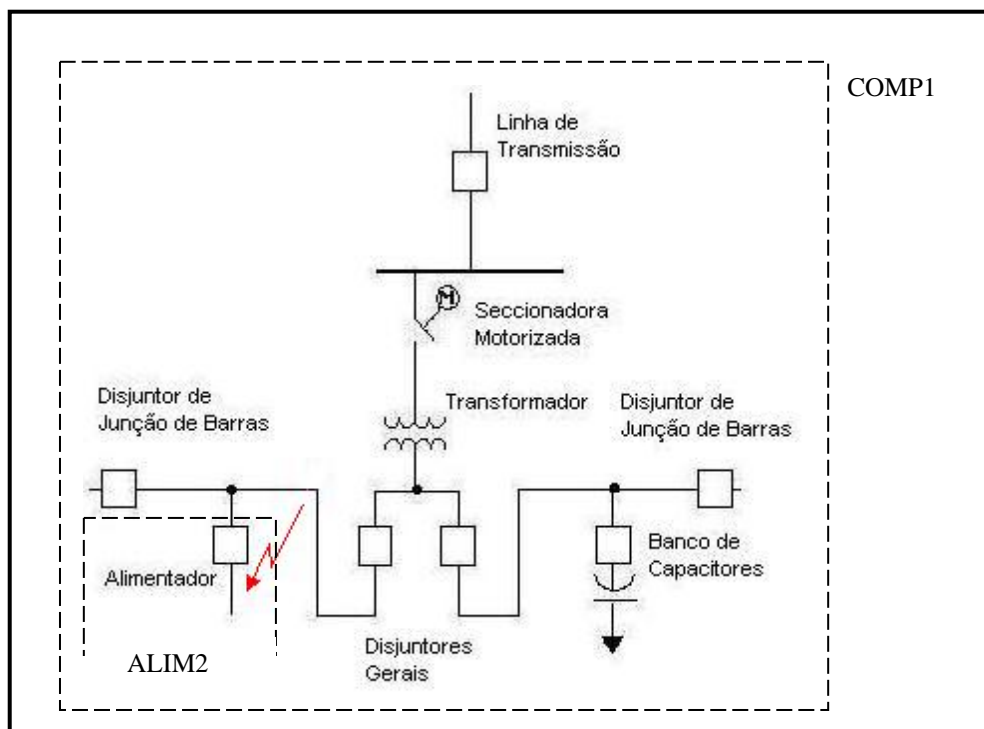 COMP1
Linha de
Transmissão
M
Seccionadora
Motorizada
Disjuntor de
Junção de Barras
Transformador
Disjuntor de
Junção de Barras
Alimentador
Banco de
Capacitores
ALIM2
Disjuntores
Gerais